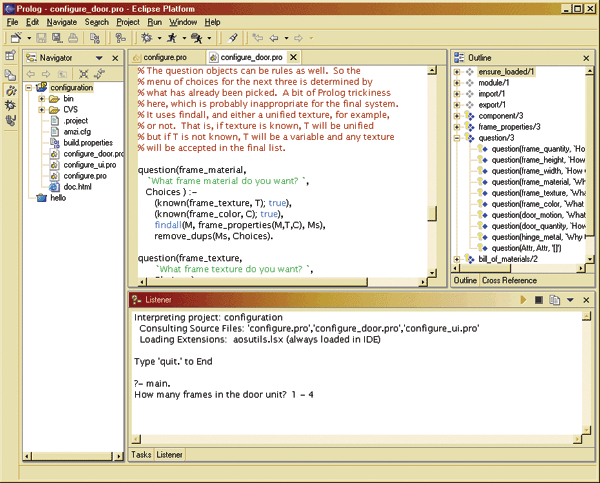 Prolog - configure_door.pro - Eclipse Platform
File Edit Navigate Search Project Run Window Help
Navigator
configuration
bin
CVS
.project
amzi.cfg
build.properties
configure_door.pro
configure_ui.pro
configure.pro
doc.html
hello
configure.pro
configure_door.pro
% The question objects can be rules as well. So the
% menu of choices for the next three is determined by
% what has already been picked. A bit of Prolog trickiness
% here, which is probably inappropriate for the final system.
% It uses findall, and either a unified texture, for example,
% or not. That is, if texture is known, T will be unified
% but if T is not known, T will be a variable and any texture
% will be accepted in the final list.
question(frame_material,
`What frame material do you want? `,
Choices ) :-
(known(frame_texture, T); true),
(known(frame_color, C); true),
findall(M, frame_properties(M,T,C), Ms),
remove_dups(Ms, Choices).
question(frame_texture,
`What frame texture do you want? `,
Outline
ensure_loaded/1
module/1
import/1
export/1
component/3
frame_properties/3
question/3
question(frame_quantity, `How
question(frame_height, `How
question(frame_width, `How
question(frame_material, `Wh
question(frame_texture, `Wha
question(frame_color, `What
question(door_motion, `What
question(door_quantity, `How
question(hinge_metal, `Why
question(Attr, Attr, '[]')
bill_of_materials/2
Outline Cross Reference
Listener
Interpreting project: configuration
Consulting Source Files: 'configure.pro','configure_door.pro','configure_ui.pro'
Loading Extensions: aosutils.lsx (always loaded in IDE)
Type 'quit.' to End
?- main.
How many frames in the door unit? 1 - 4
Tasks Listener